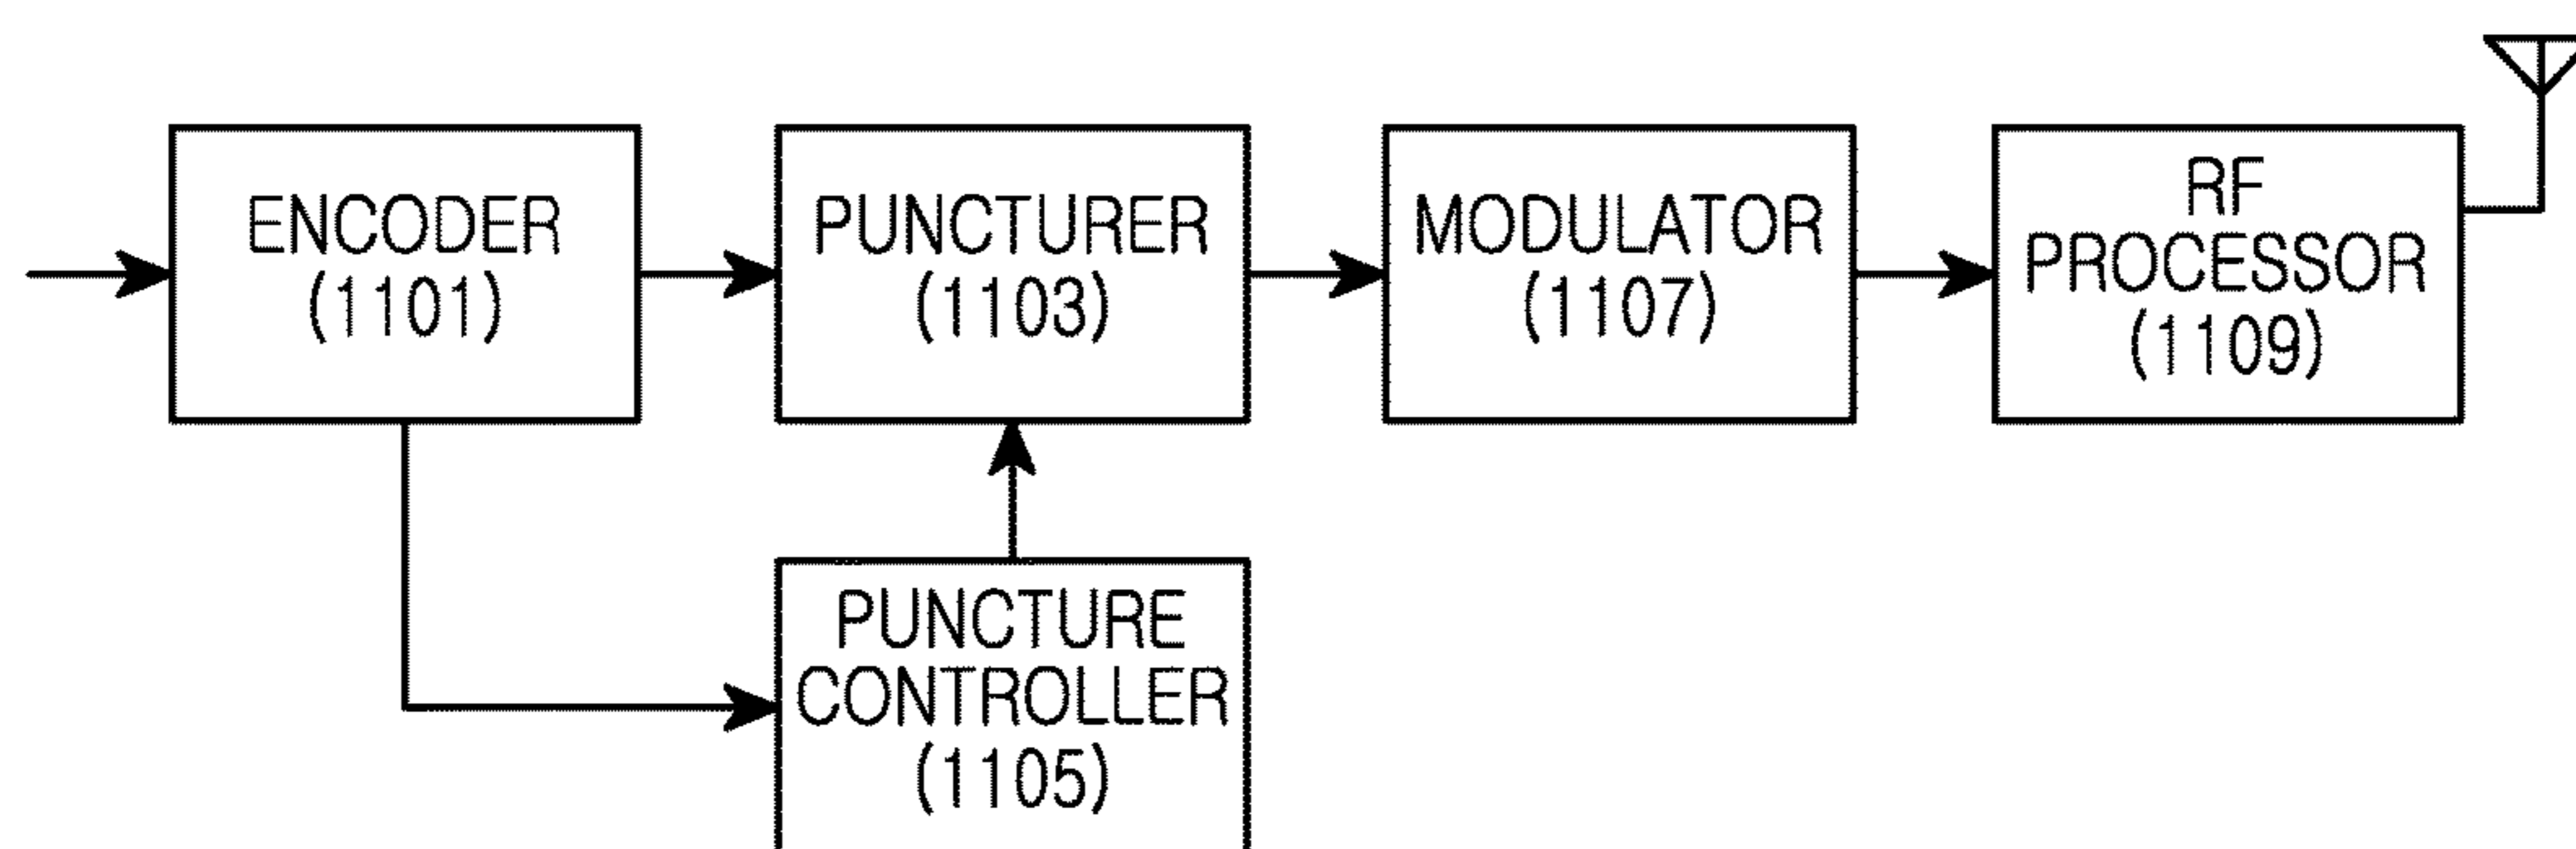 ENCODER
(1101)
PUNCTURER
(1103)
MODULATOR
(1107)
RF
PROCESSOR
(1109)
PUNCTURE
CONTROLLER
(1105)